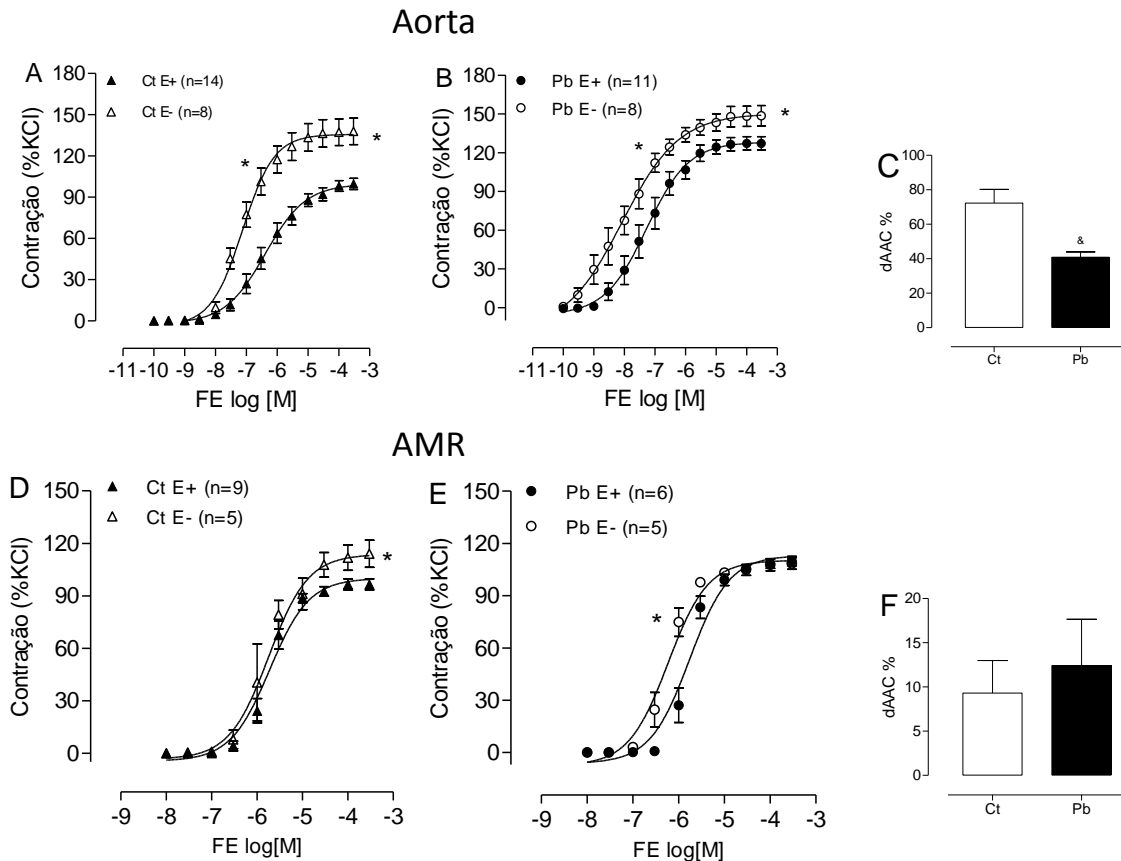 Aorta
A
Ct E+ (n=14)
Ct E- (n=8)
Contração (%KCl)
180
150
120
90
60
30
0
*
*
-11 -10 -9 -8 -7 -6 -5 -4 -3
FE log [M]
B
Pb E+ (n=11)
Pb E- (n=8)
Contração (%KCl)
180
150
120
90
60
30
0
*
*
-11 -10 -9 -8 -7 -6 -5 -4 -3
FE log [M]
C
dAAC %
100
80
60
40
20
0
&
Ct Pb
AMR
D
Ct E+ (n=9)
Ct E- (n=5)
Contração (%KCl)
150
120
90
60
30
0
*
-9 -8 -7 -6 -5 -4 -3
FE log[M]
E
Pb E+ (n=6)
Pb E- (n=5)
Contração (%KCl)
150
120
90
60
30
0
*
-9 -8 -7 -6 -5 -4 -3
FE log[M]
F
dAAC %
20
15
10
5
0
Ct Pb